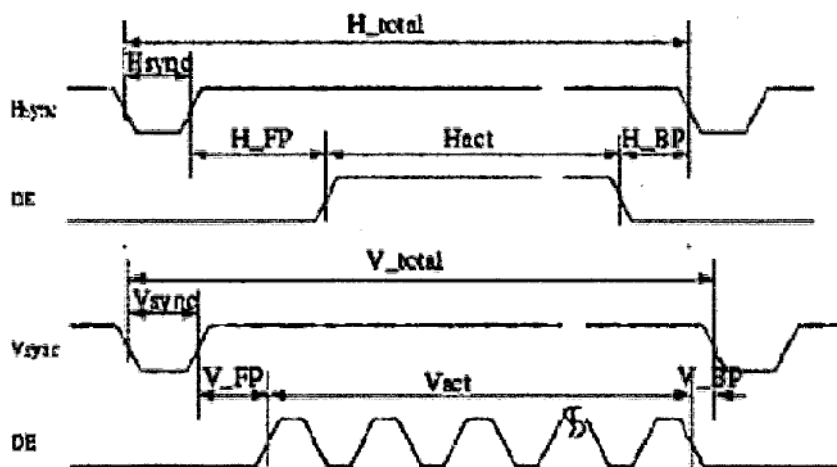 H_total
Hsync
Hsync
H_FP
Hact
H_BP
DE
V_total
Vsync
Vsync
V_FP
Vact
V_BP
DE